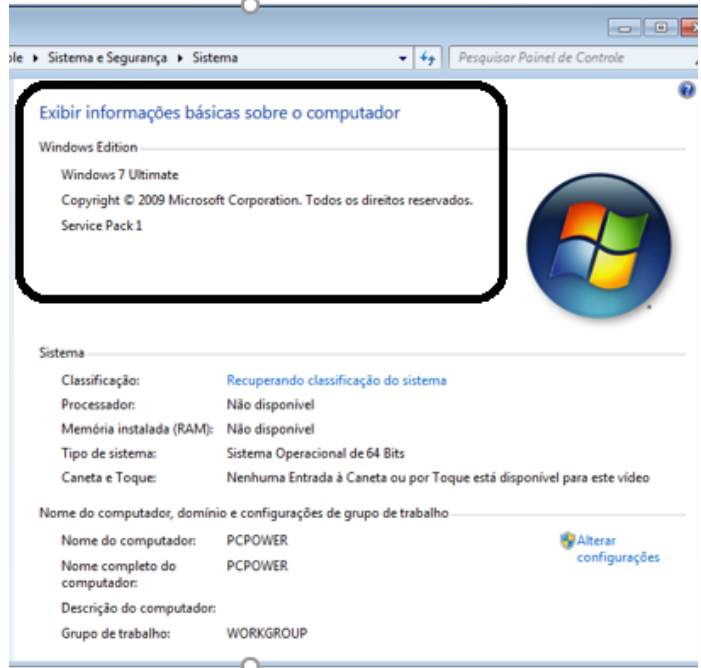 Sistema e Segurança ▸ Sistema
Pesquisar Painel de Controle
Exibir informações básicas sobre o computador
Windows Edition
Windows 7 Ultimate
Copyright © 2009 Microsoft Corporation. Todos os direitos reservados.
Service Pack 1
Sistema
Classificação: Recuperando classificação do sistema
Processador: Não disponível
Memória instalada (RAM): Não disponível
Tipo de sistema: Sistema Operacional de 64 Bits
Caneta e Toque: Nenhuma Entrada à Caneta ou por Toque está disponível para este vídeo
Nome do computador, domínio e configurações de grupo de trabalho
Nome do computador: PCPOWER
Alterar
configurações
Nome completo do PCPOWER
computador:
Descrição do computador:
Grupo de trabalho: WORKGROUP